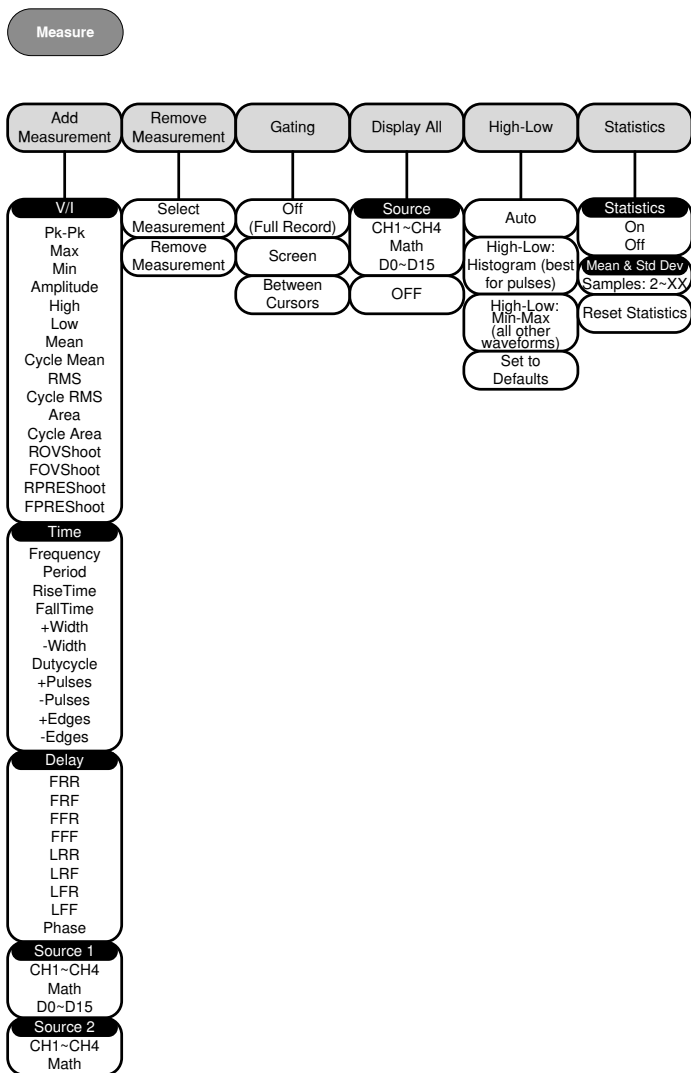 Measure
Add
Measurement
Remove
Measurement
Gating
Display All
High-Low
Statistics
V/I
Pk-Pk
Max
Min
Amplitude
High
Low
Mean
Cycle Mean
RMS
Cycle RMS
Area
Cycle Area
ROVShoot
FOVShoot
RPREShoot
FPREShoot
Time
Frequency
Period
RiseTime
FallTime
+Width
-Width
Dutycycle
+Pulses
-Pulses
+Edges
-Edges
Delay
FRR
FRF
FFR
FFF
LRR
LRF
LFR
LFF
Phase
Source 1
CH1~CH4
Math
D0~D15
Source 2
CH1~CH4
Math
Select
Measurement
Remove
Measurement
Off
(Full Record)
Screen
Between
Cursors
Source
CH1~CH4
Math
D0~D15
OFF
Auto
High-Low:
Histogram (best
for pulses)
High-Low:
Min-Max
(all other
waveforms)
Set to
Defaults
Statistics
On
Off
Mean & Std Dev
Samples: 2~XX
Reset Statistics